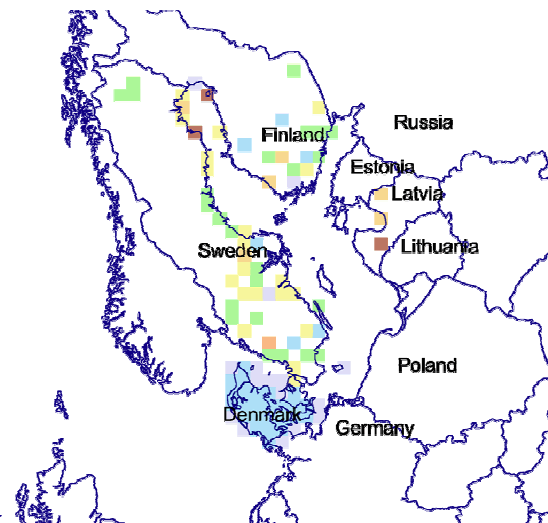 Russia
Finland
Estonia
Latvia
Sweden
Lithuania
Poland
Denmark
Germany